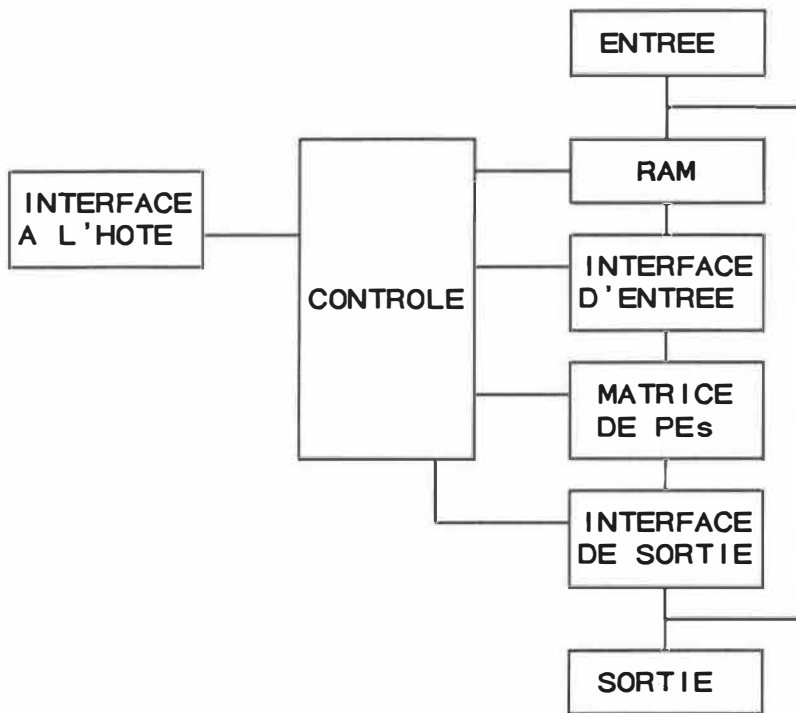 ENTREE
RAM
INTERFACE
A L'HOTE
INTERFACE
D'ENTREE
CONTROLE
MATRICE
DE PEs
INTERFACE
DE SORTIE
SORTIE